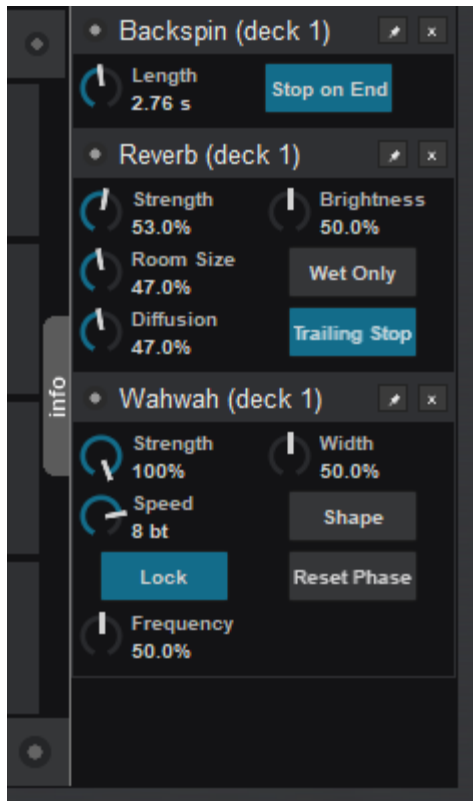 Backspin (deck 1) x
Length
2.76 s
Stop on End
Reverb (deck 1) x
Strength Brightness
53.0% 50.0%
Room Size
47.0%
Wet Only
Diffusion
47.0%
Trailing Stop
info
Wahwah (deck 1) x
Strength Width
100% 50.0%
Speed
8 bt
Shape
Lock Reset Phase
Frequency
50.0%